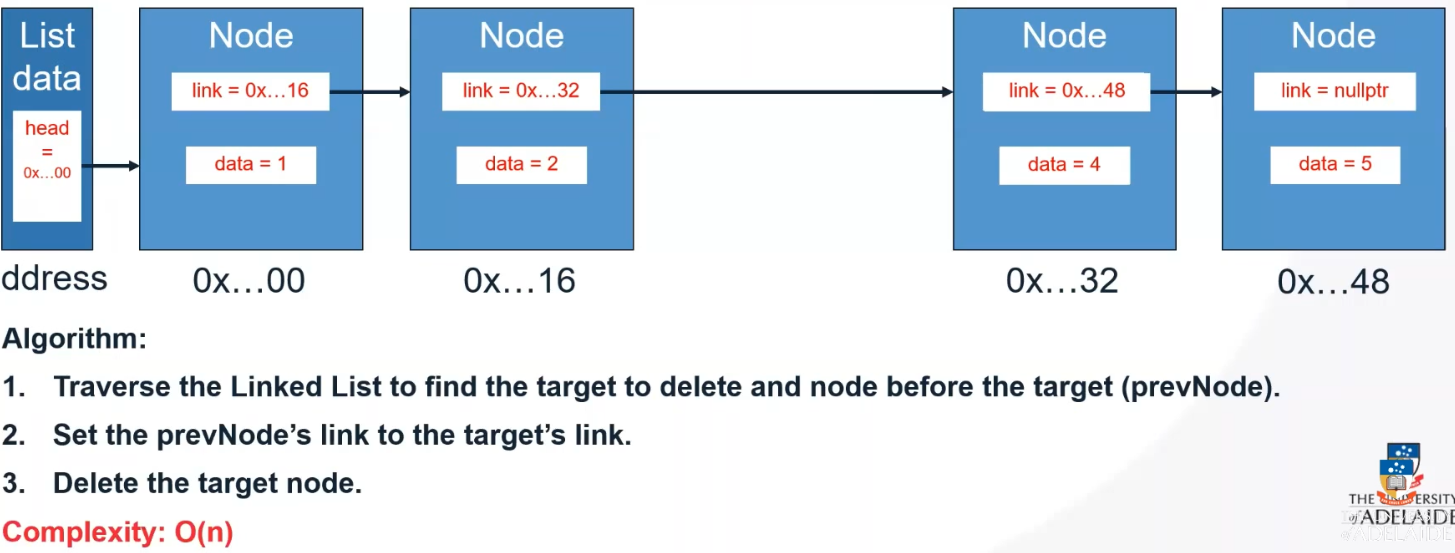 List
data
head
=
0x...00
Node
link = 0x...16
data = 1
Node
link = 0x...32
data = 2
Node
link = 0x...48
data = 4
Node
link = nullptr
data = 5
ddress
0x...00
0x...16
0x...32
0x...48
Algorithm:
1. Traverse the Linked List to find the target to delete and node before the target (prevNode).
2. Set the prevNode's link to the target's link.
3. Delete the target node.
Complexity: O(n)
THE UNIVERSITY
of ADELAIDE